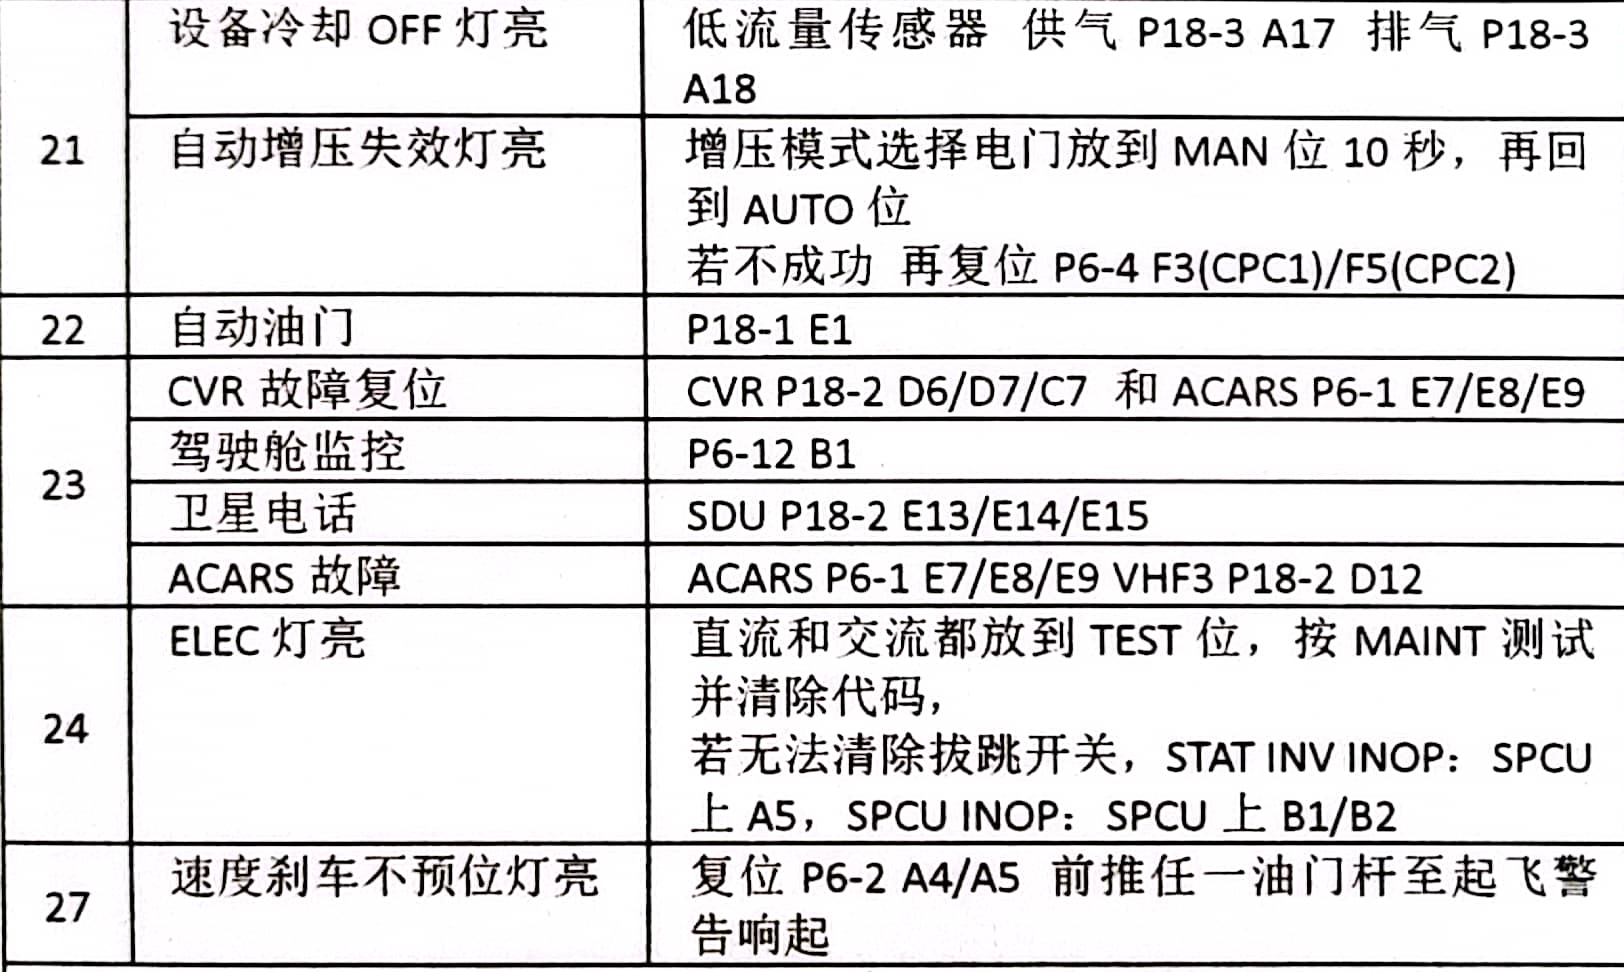 设备冷却 OFF 灯亮
低流量传感器 供气 P18-3 A17 排气 P18-3
A18
21
自动增压失效灯亮
增压模式选择电门放到 MAN 位 10 秒，再回
到 AUTO 位
若不成功 再复位 P6-4 F3(CPC1)/F5(CPC2)
22
自动油门
P18-1 E1
23
CVR 故障复位
CVR P18-2 D6/D7/C7 和 ACARS P6-1 E7/E8/E9
驾驶舱监控
P6-12 B1
卫星电话
SDU P18-2 E13/E14/E15
ACARS 故障
ACARS P6-1 E7/E8/E9 VHF3 P18-2 D12
24
ELEC 灯亮
直流和交流都放到 TEST 位，按 MAINT 测试
并清除代码，
若无法清除拔跳开关，STAT INV INOP：SPCU
上 A5，SPCU INOP：SPCU 上 B1/B2
27
速度刹车不预位灯亮
复位 P6-2 A4/A5 前推任一油门杆至起飞警
告响起